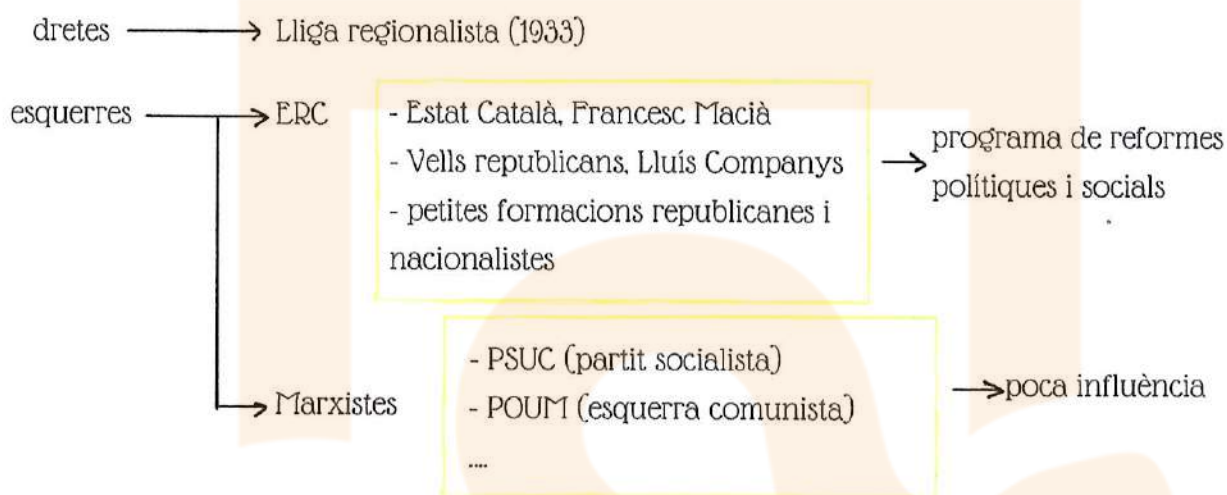 dretes → Lliga regionalista (1933)
esquerres → ERC
- Estat Català, Francesc Macià
- Vells republicans, Lluís Companys
- petites formacions republicanes i
nacionalistes
→ programa de reformes
polítiques i socials
→ Marxistes
- PSUC (partit socialista)
- POUM (esquerra comunista)
....
→ poca influència